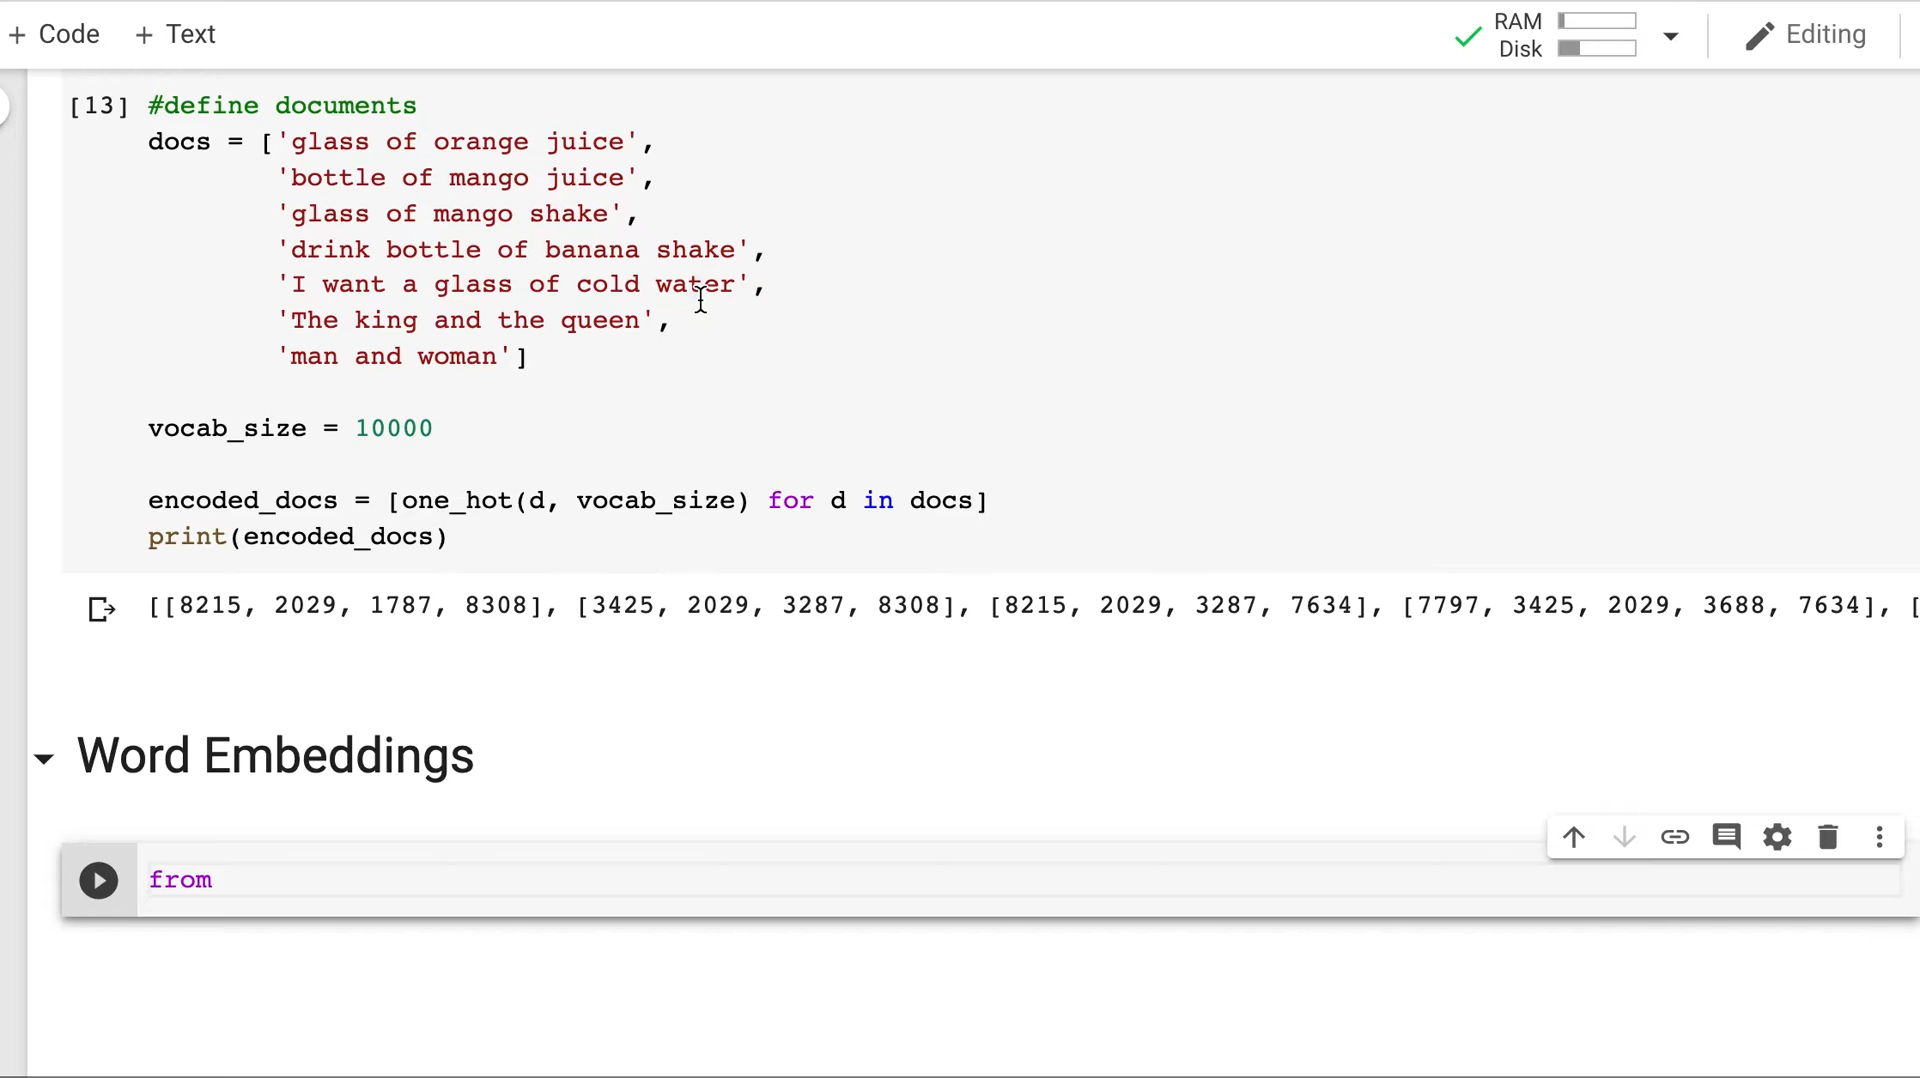 + Code + Text RAM Disk Editing
[13] #define documents
docs = ['glass of orange juice',
'bottle of mango juice',
'glass of mango shake',
'drink bottle of banana shake',
'I want a glass of cold water',
'The king and the queen',
'man and woman']
vocab_size = 10000
encoded_docs = [one_hot(d, vocab_size) for d in docs]
print(encoded_docs)
[[8215, 2029, 1787, 8308], [3425, 2029, 3287, 8308], [8215, 2029, 3287, 7634], [7797, 3425, 2029, 3688, 7634], [
Word Embeddings
from